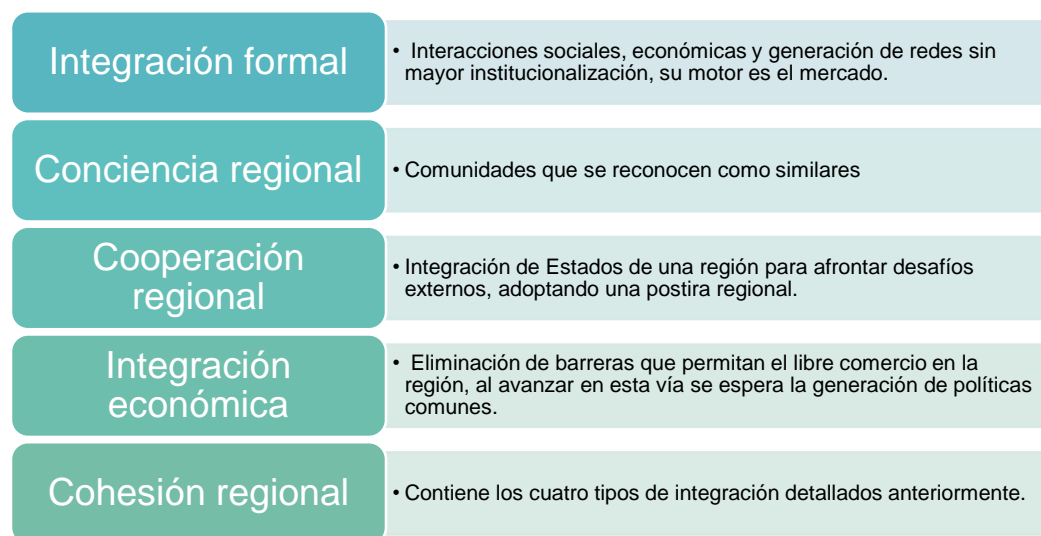 Integración formal
• Interacciones sociales, económicas y generación de redes sin
mayor institucionalización, su motor es el mercado.
Conciencia regional
• Comunidades que se reconocen como similares
Cooperación
regional
• Integración de Estados de una región para afrontar desafíos
externos, adoptando una postira regional.
Integración
económica
• Eliminación de barreras que permitan el libre comercio en la
región, al avanzar en esta vía se espera la generación de políticas
comunes.
Cohesión regional
• Contiene los cuatro tipos de integración detallados anteriormente.